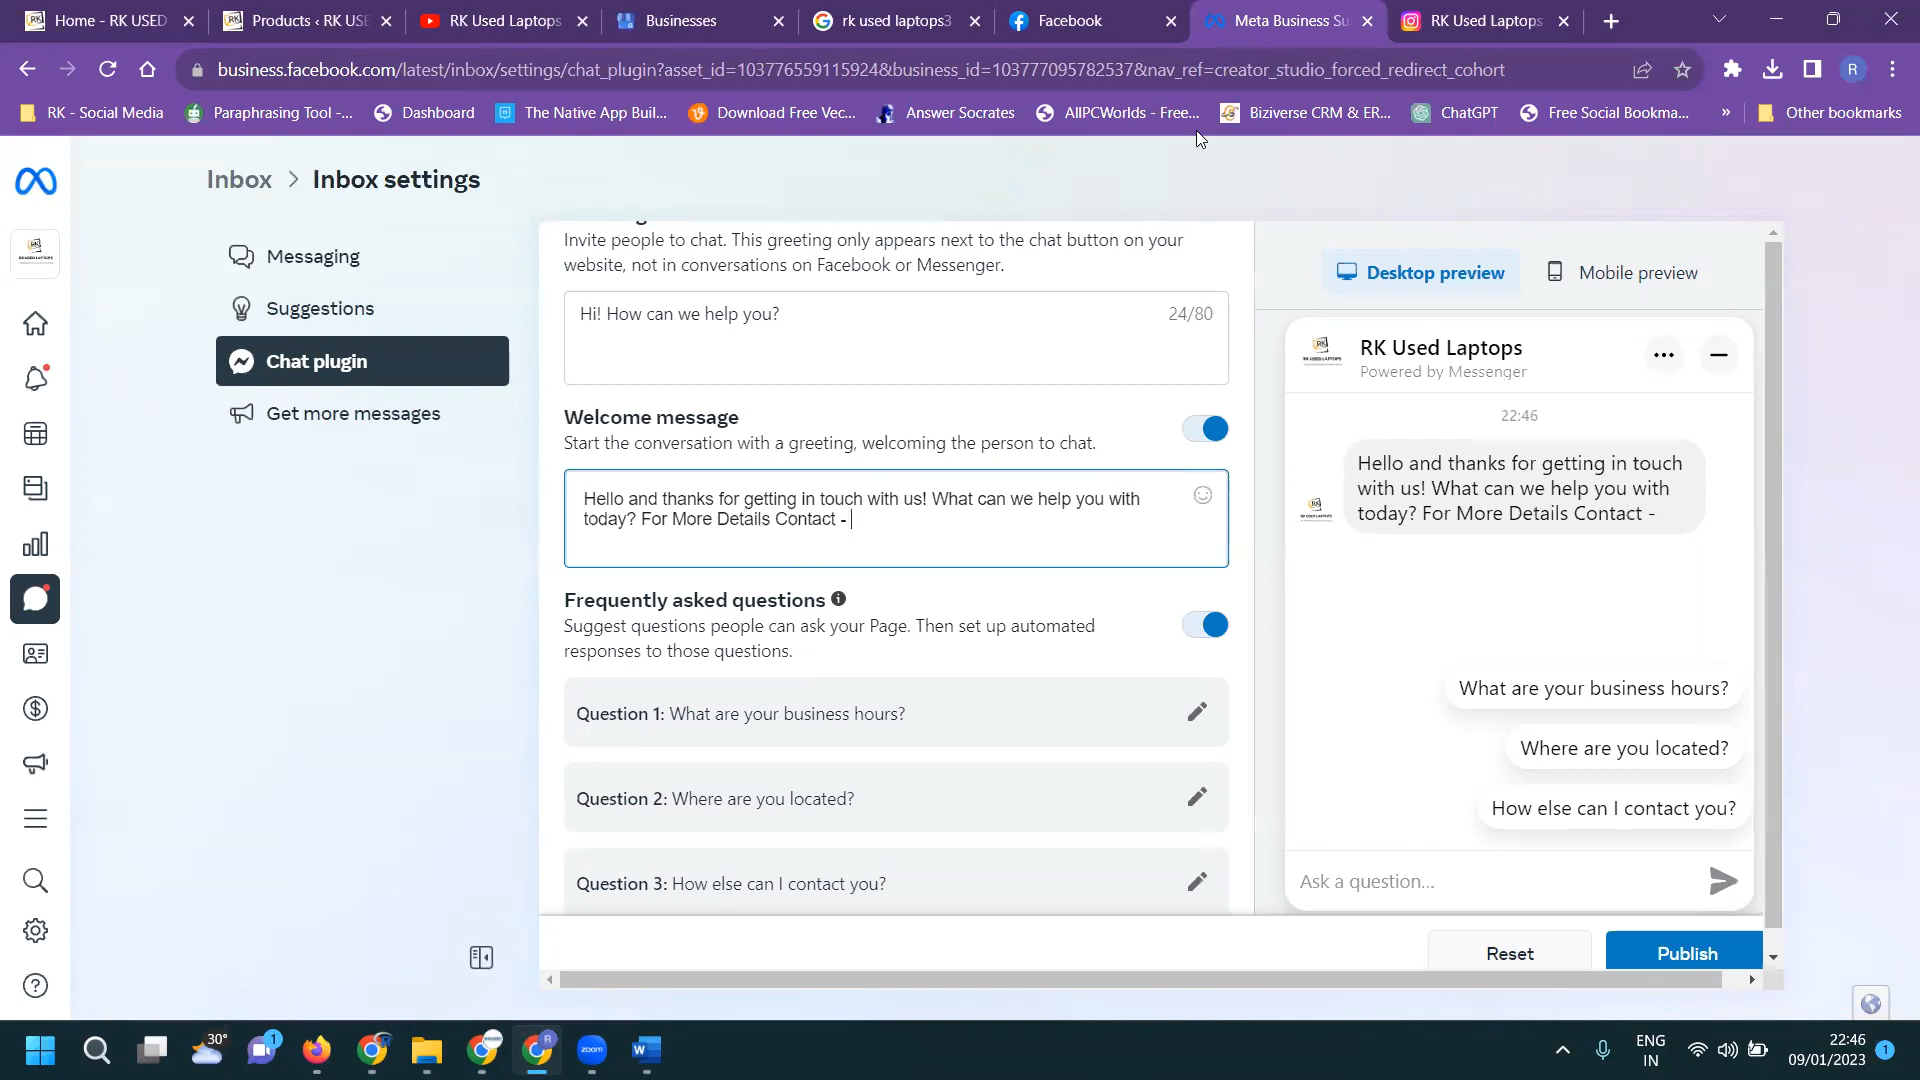 Home - RK USED
Products ‹ RK USE
RK Used Laptops
Businesses
rk used laptops3
Facebook
Meta Business Su
RK Used Laptops
business.facebook.com/latest/inbox/settings/chat_plugin?asset_id=103776559115924&business_id=103777095782537&nav_ref=creator_studio_forced_redirect_cohort
R
RK - Social Media
Paraphrasing Tool -...
Dashboard
The Native App Buil...
Download Free Vec...
Answer Socrates
AllPCWorlds - Free...
Biziverse CRM & ER...
ChatGPT
Free Social Bookma...
»
Other bookmarks
Inbox > Inbox settings
Messaging
Suggestions
Chat plugin
Get more messages
Invite people to chat. This greeting only appears next to the chat button on your
website, not in conversations on Facebook or Messenger.
Hi! How can we help you?
24/80
Welcome message
Start the conversation with a greeting, welcoming the person to chat.
Hello and thanks for getting in touch with us! What can we help you with
today? For More Details Contact -
Frequently asked questions
Suggest questions people can ask your Page. Then set up automated
responses to those questions.
Question 1: What are your business hours?
Question 2: Where are you located?
Question 3: How else can I contact you?
Desktop preview
Mobile preview
RK Used Laptops
Powered by Messenger
22:46
Hello and thanks for getting in touch
with us! What can we help you with
today? For More Details Contact -
What are your business hours?
Where are you located?
How else can I contact you?
Ask a question...
Reset
Publish
30°
1
R
zoom
W
ENG
IN
22:46
09/01/2023
1